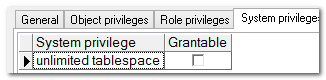 General Object privileges Role privileges System privileges
System privilege Grantable
unlimited tablespace